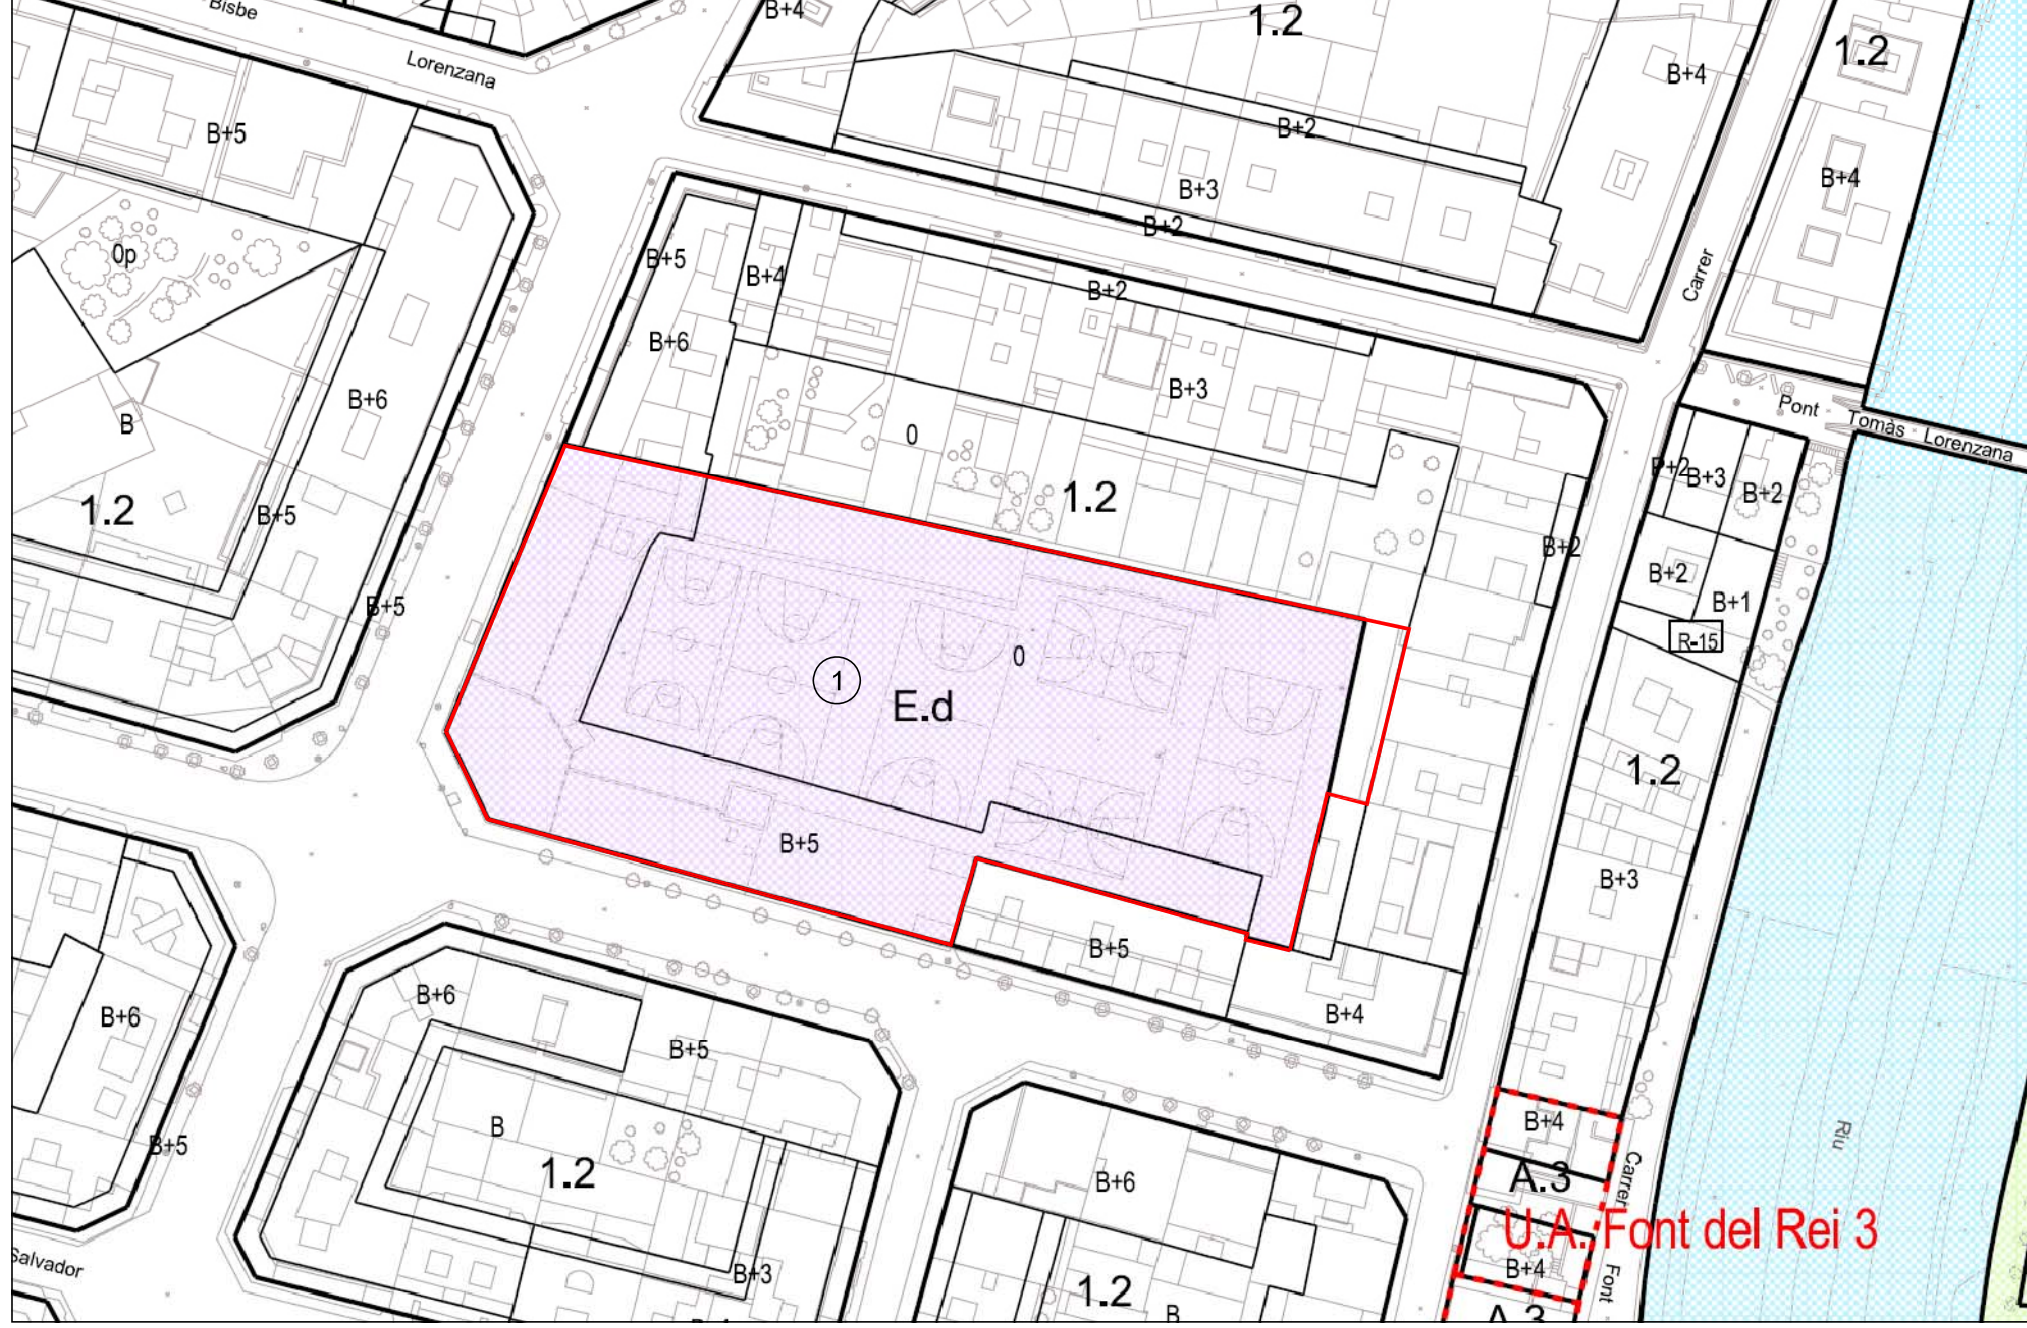 Bisbe
Lorenzana
B+4
1.2
1.2
B+4
B+5
B+2
B+4
B+3
B+2
0p
B+5
B+4
B+2
Carrer
B+6
B+6
B+3
B
0
Pont
Tomàs
Lorenzana
1.2
B+5
1.2
B+2
P+2
B+3
B+2
B+5
B+2
B+1
R-15
0
1
E.d
1.2
B+5
B+3
B+5
B+6
B+6
B+5
B+4
B+5
B
1.2
B+6
B+4
A.3
Carrer
Riu
U.A. Font del Rei 3
Salvador
B+3
1.2
B
B+4
Font
A.3